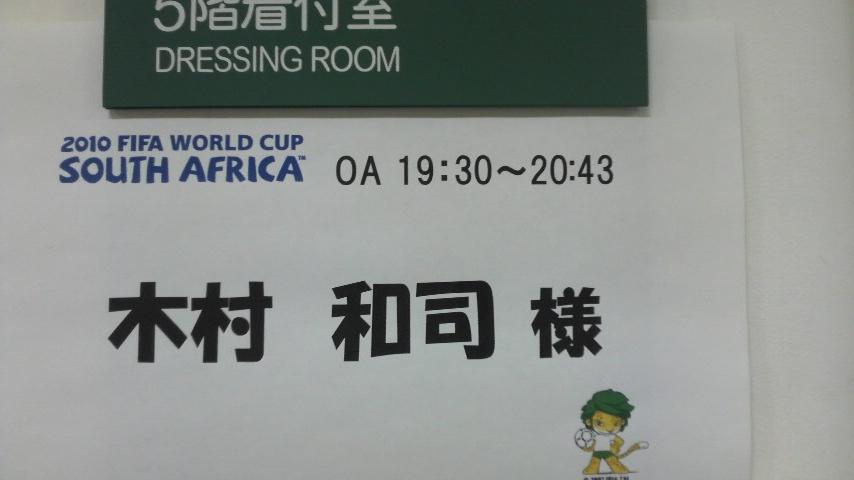 5階着付室
DRESSING ROOM
2010 FIFA WORLD CUP
SOUTH AFRICA™ OA 19:30～20:43
木村 和司 様